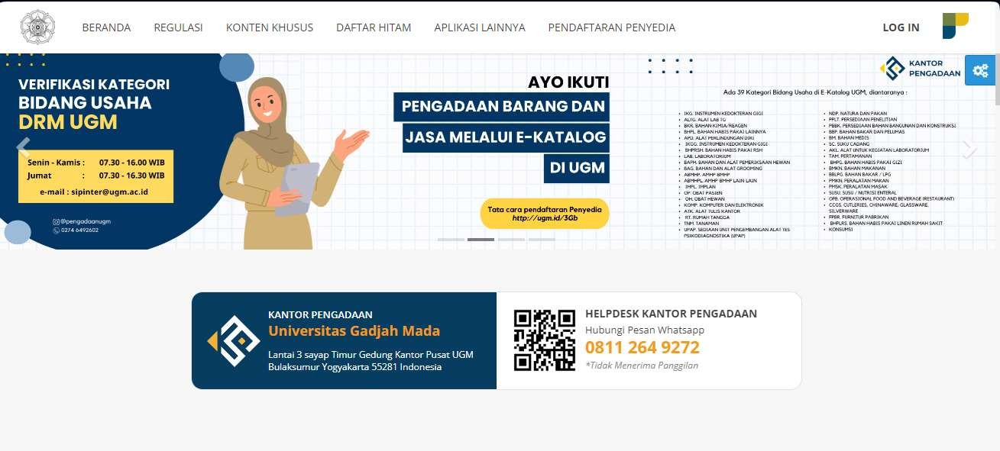 BERANDA
REGULASI
KONTEN KHUSUS
DAFTAR HITAM
APLIKASI LAINNYA
PENDAFTARAN PENYEDIA
LOG IN
VERIFIKASI KATEGORI
BIDANG USAHA
DRM UGM
Senin - Kamis : 07.30 - 16.00 WIB
Jumat : 07.30 - 16.30 WIB
e-mail : sipinter@ugm.ac.id
@pengadaanugm
0274 6492602
AYO IKUTI
PENGADAAN BARANG DAN
JASA MELALUI E-KATALOG
DI UGM
Tata cara pendaftaran Penyedia
http://ugm.id/3Gb
KANTOR
PENGADAAN
Ada 39 Kategori Bidang Usaha di E-Katalog UGM, diantaranya :
IKG. INSTRUMEN KEDOKTERAN GIGI
ALTG. ALAT LAB TG
BKR. BAHAN KIMIA/REAGEN
BHPL. BAHAN HABIS PAKAI LAINNYA
APD. ALAT PERLINDUNGAN DIRI
IKGG. INSTRUMEN KEDOKTERAN GIGI
BHPRSH. BAHAN HABIS PAKAI RSH
LAB. LABORATORIUM
BAPH. BAHAN DAN ALAT PEMERIKSAAN HEWAN
BAG. BAHAN DAN ALAT GROOMING
ABMHP. AMHP BMHP
ABMHPL. AMHP BMHP LAIN-LAIN
IMPL. IMPLAN
OP. OBAT PASIEN
OH. OBAT HEWAN
KOMP. KOMPUTER DAN ELEKTRONIK
ATK. ALAT TULIS KANTOR
RT. RUMAH TANGGA
TNM. TANAMAN
UPAP. SEDIAAN UNIT PENGEMBANGAN ALAT TES
PSIKODIAGNOSTIKA (UPAP)
NDP. NATURA DAN PAKAN
PPLT. PERSEDIAAN PENELITIAN
PBBK. PERSEDIAAN BAHAN BANGUNAN DAN KONSTRUKSI
BBP. BAHAN BAKAR DAN PELUMAS
BM. BAHAN MEDIS
SC. SUKU CADANG
AKL. ALAT UNTUK KEGIATAN LABORATORIUM
TAM. PERTAMANAN
BHPG. BAHAN HABIS PAKAI GIZI
BMKN. BAHAN MAKANAN
BBLPG. BAHAN BAKAR / LPG
PMKN. PERALATAN MAKAN
PMSK. PERALATAN MASAK
SUSU. SUSU / NUTRISI ENTERAL
OFB. OPERASIONAL FOOD AND BEVERAGE (RESTAURANT)
CCGS. CUTLERIES, CHINAWARE, GLASSWARE,
SILVERWARE
FPBR. FURNITUR PABRIKAN
BHPLRS. BAHAN HABIS PAKAI LINEN RUMAH SAKIT
KONSUMSI
KANTOR PENGADAAN
Universitas Gadjah Mada
Lantai 3 sayap Timur Gedung Kantor Pusat UGM
Bulaksumur Yogyakarta 55281 Indonesia
HELPDESK KANTOR PENGADAAN
Hubungi Pesan Whatsapp
0811 264 9272
*Tidak Menerima Panggilan